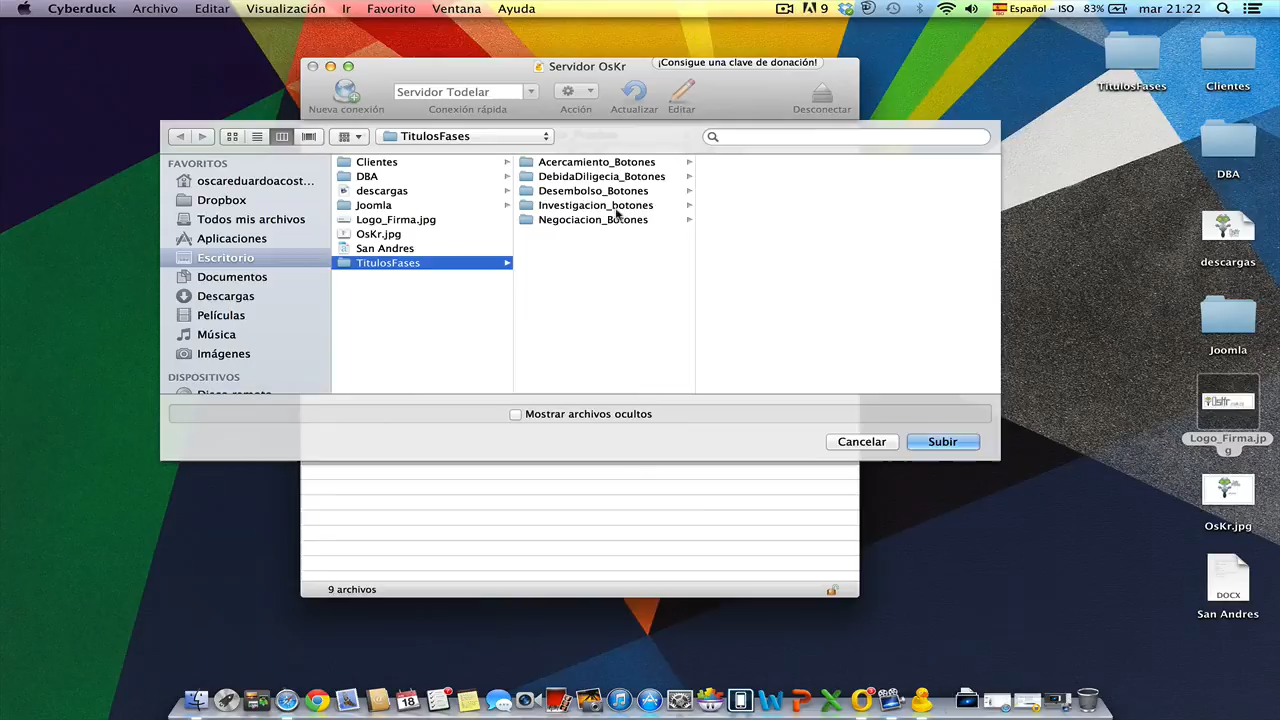 Cyberduck Archivo Editar Visualización Ir Favorito Ventana Ayuda
9 Español – ISO 83% mar 21:22
Servidor OsKr ¡Consigue una clave de donación!
Servidor Todelar
Nueva conexión Conexión rápida Acción Actualizar Editar Desconectar
TitulosFases
FAVORITOS
oscareduardoacost...
Dropbox
Todos mis archivos
Aplicaciones
Escritorio
Documentos
Descargas
Películas
Música
Imágenes
DISPOSITIVOS
Clientes
DBA
descargas
Joomla
Logo_Firma.jpg
OsKr.jpg
San Andres
TitulosFases
Acercamiento_Botones
DebidaDiligecia_Botones
Desembolso_Botones
Investigacion_botones
Negociacion_Botones
Mostrar archivos ocultos
Cancelar Subir
9 archivos
TitulosFases
Clientes
DBA
descargas
Joomla
Logo_Firma.jp
g
OsKr.jpg
DOCX
San Andres
18